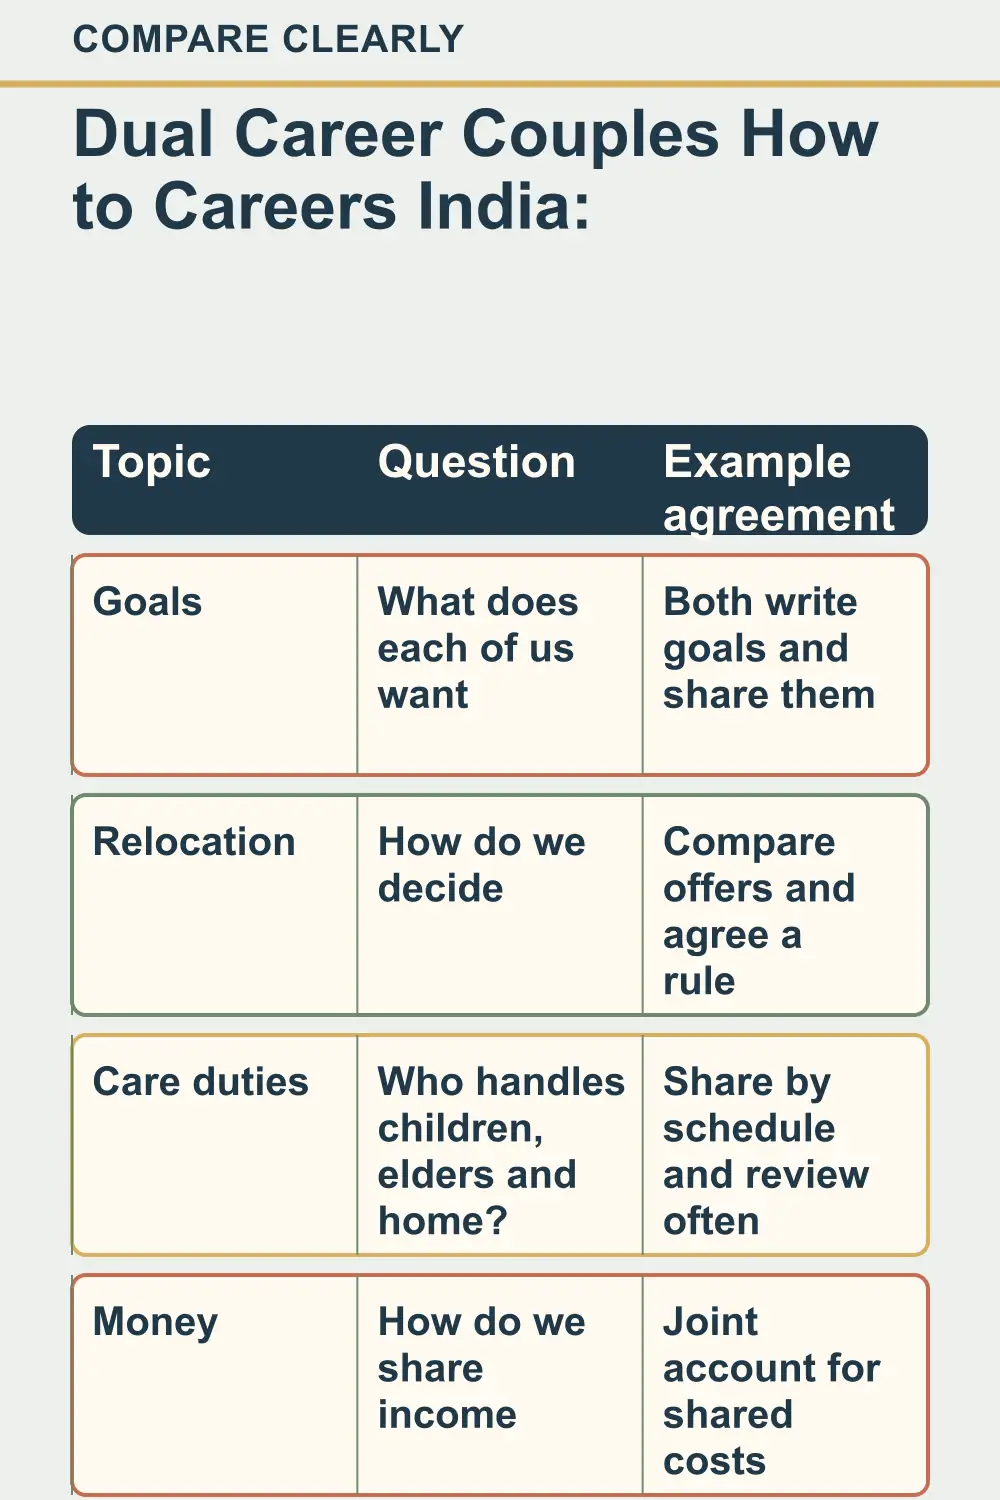 COMPARE CLEARLY
Dual Career Couples How
to Careers India:
Topic
Question
Example
agreement
Goals
What does
each of us
want
Both write
goals and
share them
Relocation
How do we
decide
Compare
offers and
agree a
rule
Care duties
Who handles
children,
elders and
home?
Share by
schedule
and review
often
Money
How do we
share
income
Joint
account for
shared
costs